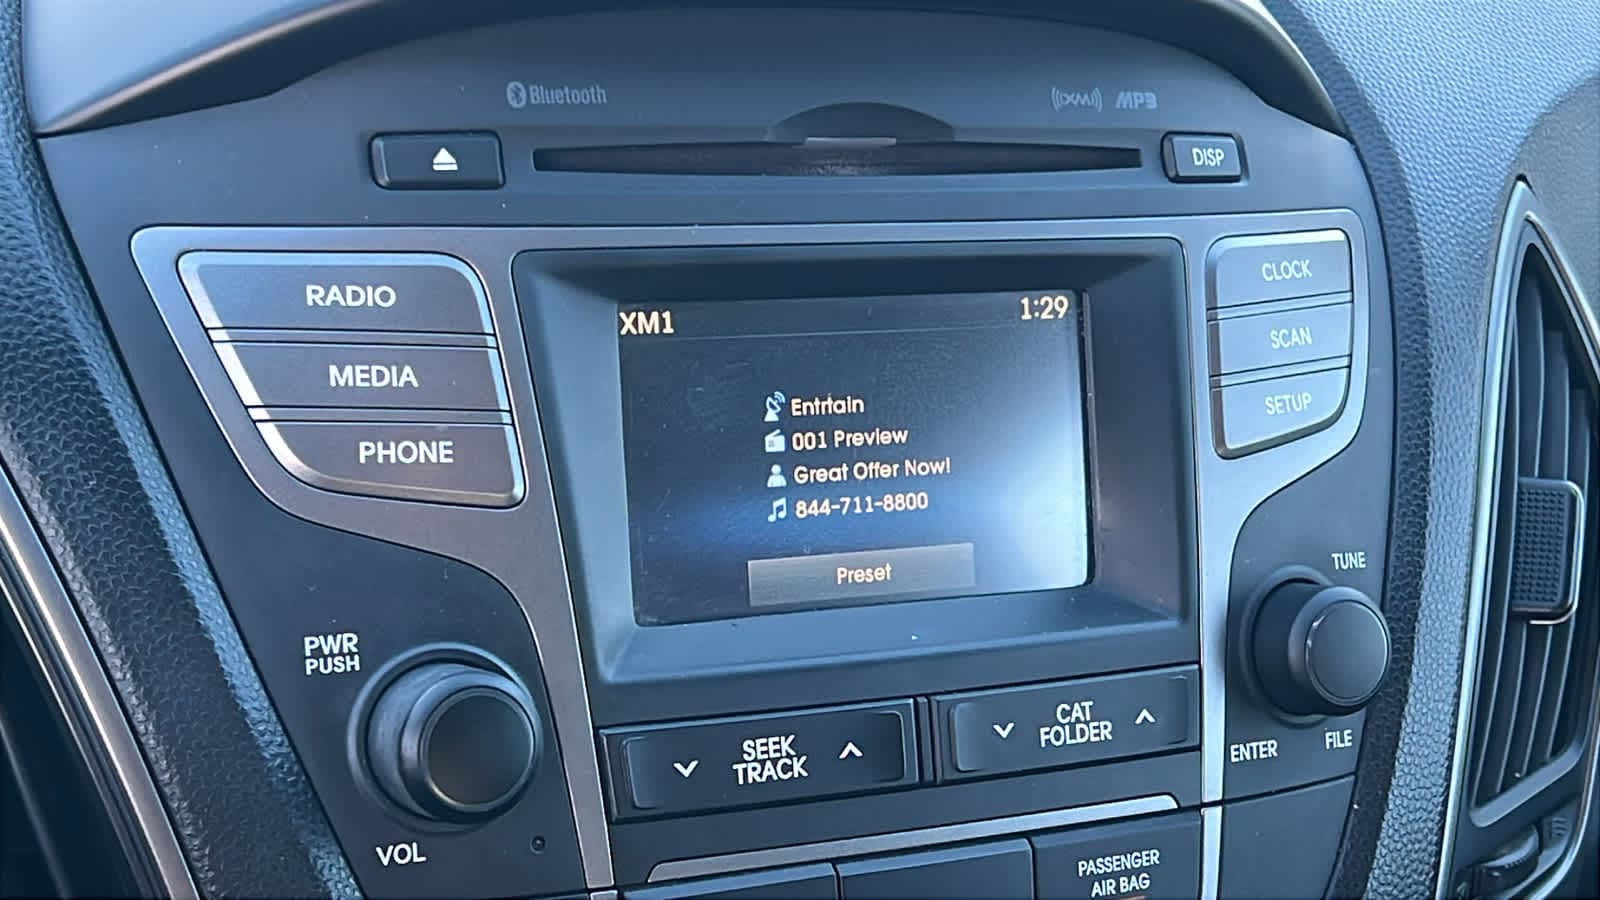 Bluetooth
((XM)) MP3
DISP
RADIO
MEDIA
PHONE
XM1
1:29
Entrtain
001 Preview
Great Offer Now!
844-711-8800
Preset
CLOCK
SCAN
SETUP
PWR
PUSH
VOL
SEEK
TRACK
CAT
FOLDER
TUNE
ENTER
FILE
PASSENGER
AIR BAG